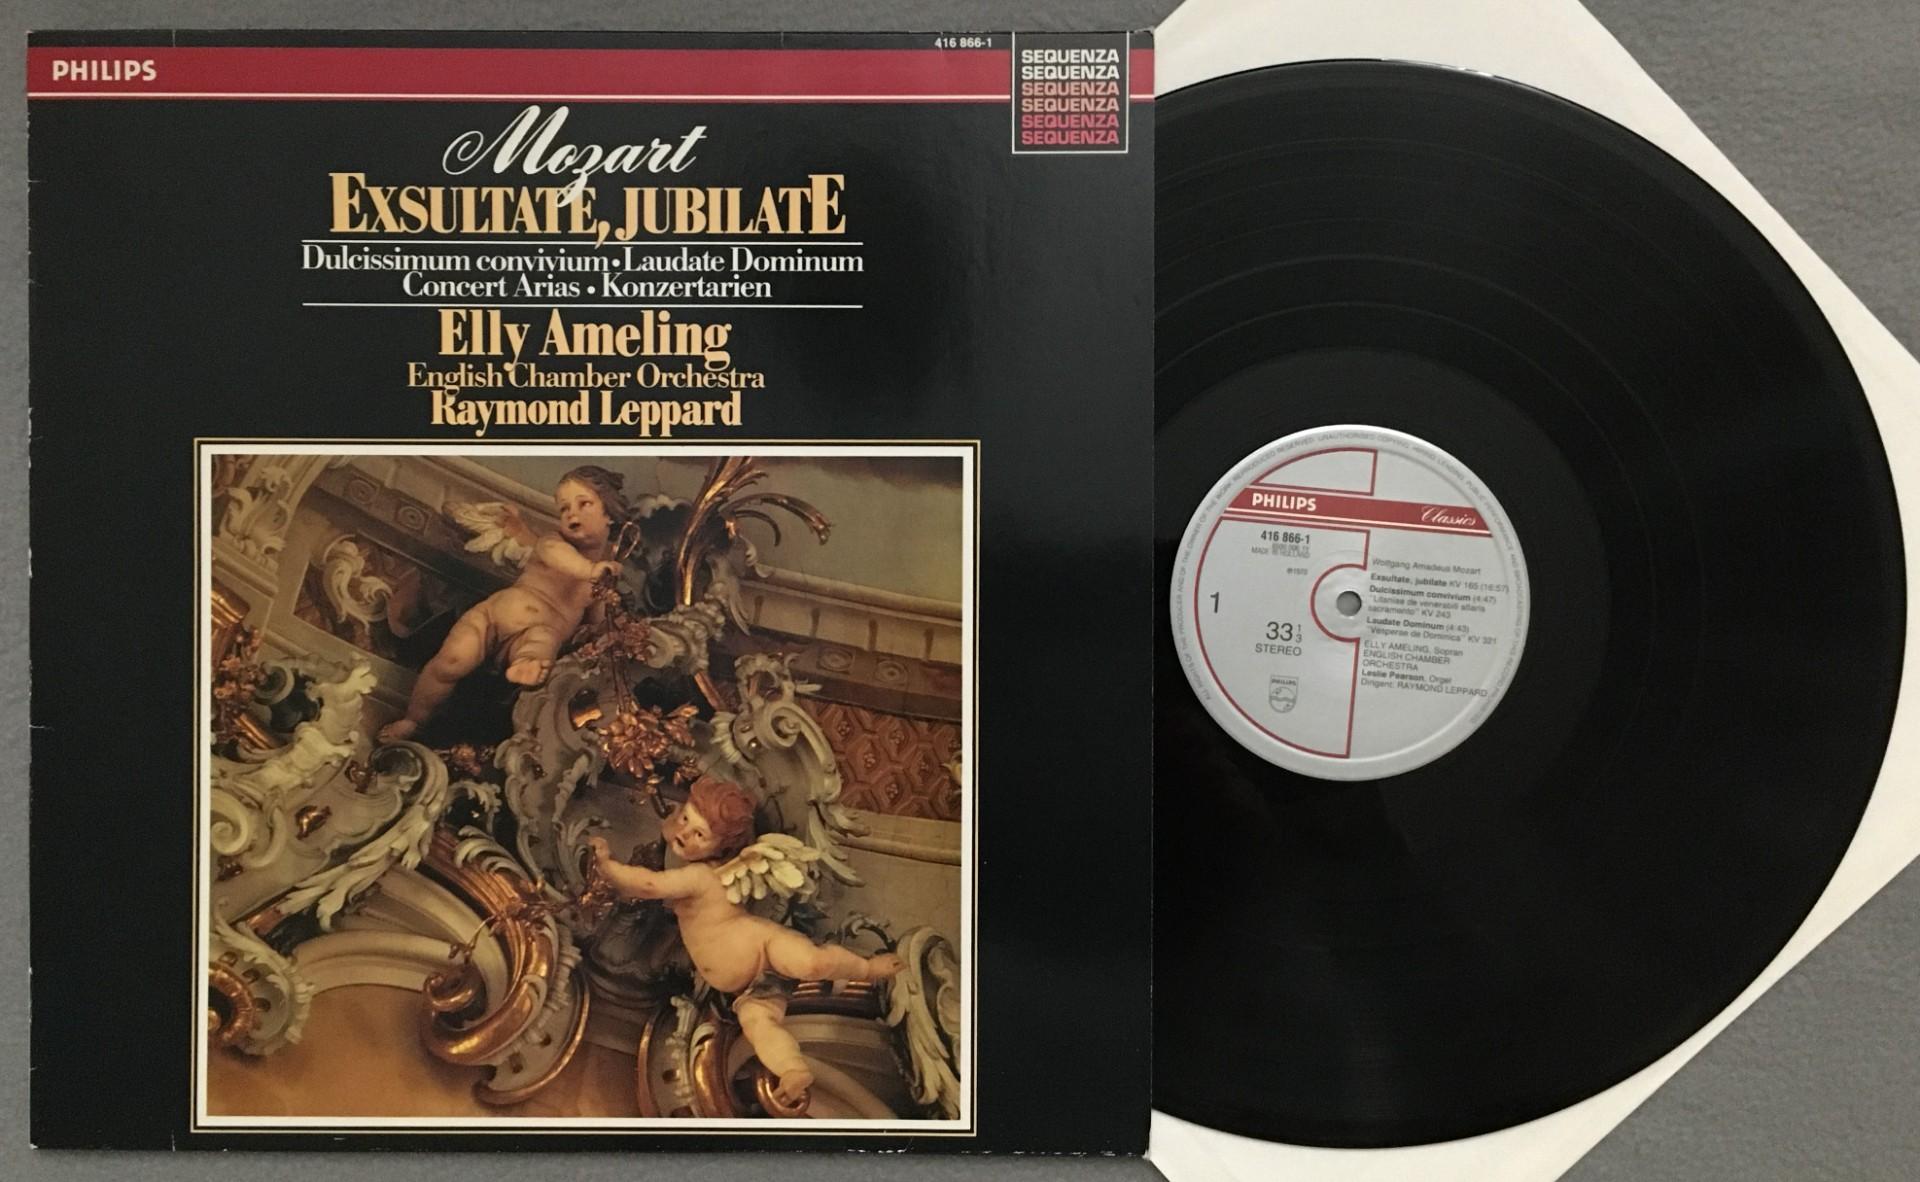 PHILIPS
416 866-1
SEQUENZA
SEQUENZA
SEQUENZA
SEQUENZA
SEQUENZA
SEQUENZA
Mozart
EXSULTATE, JUBILATE
Dulcissimum convivium • Laudate Dominum
Concert Arias • Konzertarien
Elly Ameling
English Chamber Orchestra
Raymond Leppard
PHILIPS
Classics
416 866-1
MADE IN HOLLAND
℗1970
1
33 1/3
STEREO
PHILIPS
Wolfgang Amadeus Mozart
Exsultate, jubilate KV 165 (16:57)
Dulcissimum convivium (4:47)
"Litaniae de venerabili altaris
sacramento" KV 243
Laudate Dominum (4:43)
"Vesperae de Dominica" KV 321
ELLY AMELING, Sopran
ENGLISH CHAMBER
ORCHESTRA
Leslie Pearson, Orgel
Dirigent: RAYMOND LEPPARD